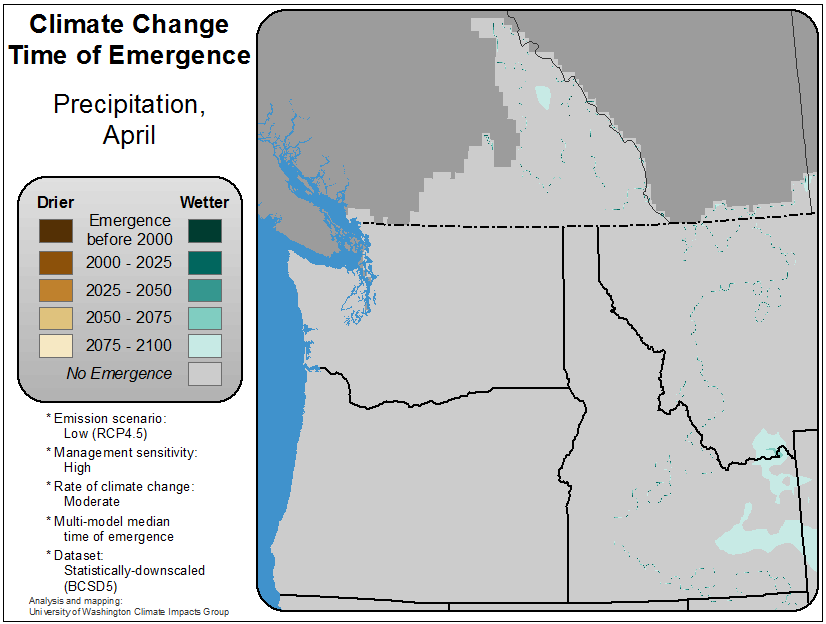 Climate Change
Time of Emergence
Precipitation,
April
Drier
Wetter
Emergence
before 2000
2000 - 2025
2025 - 2050
2050 - 2075
2075 - 2100
No Emergence
* Emission scenario:
Low (RCP4.5)
* Management sensitivity:
High
* Rate of climate change:
Moderate
* Multi-model median
time of emergence
* Dataset:
Statistically-downscaled
(BCSD5)
Analysis and mapping:
University of Washington Climate Impacts Group